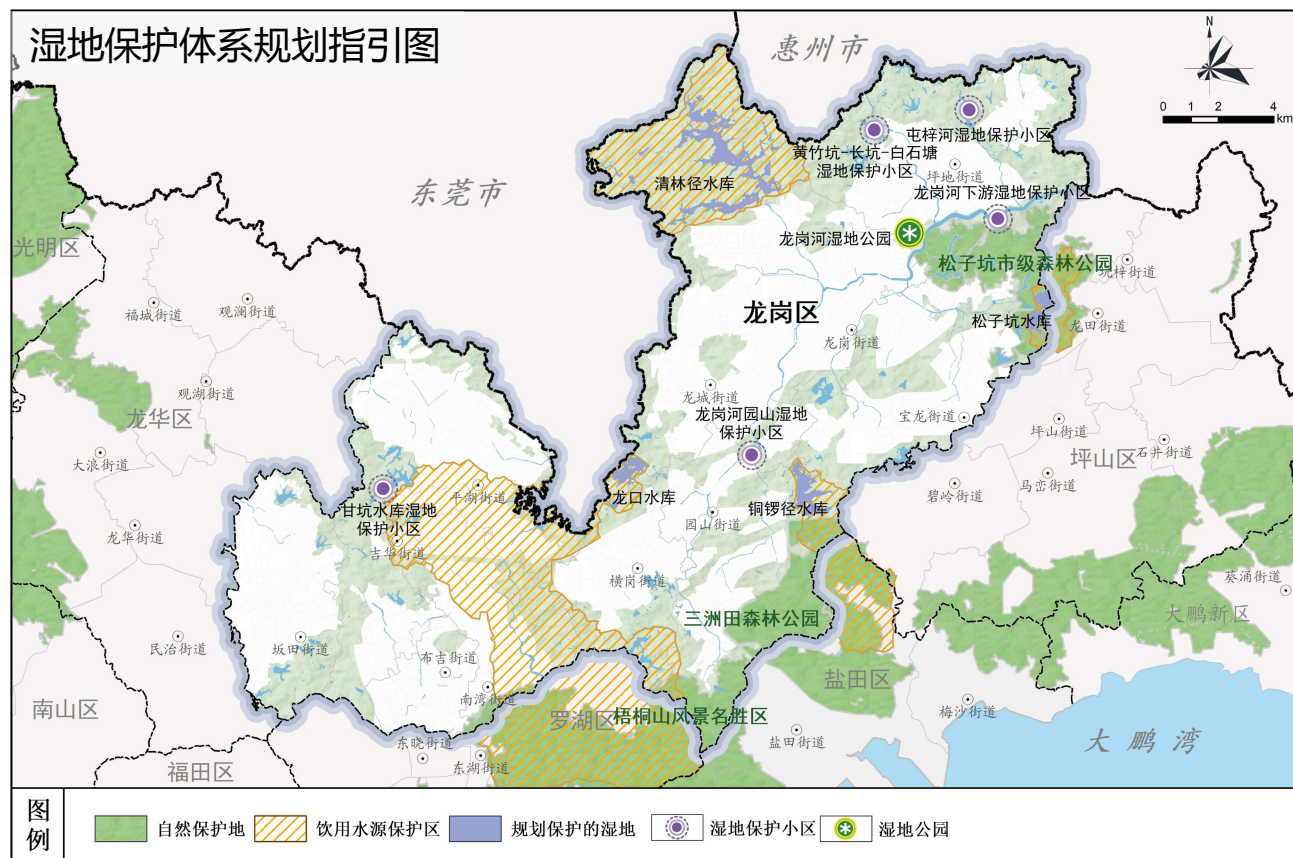 湿地保护体系规划指引图
惠州市
N
0 1 2 4
km
屯梓河湿地保护小区
黄竹坑-长坑-白石塘
湿地保护小区
坪地街道
清林径水库
东莞市
龙岗河下游湿地保护小区
龙岗河湿地公园
光明区
松子坑市级森林公园
坑梓街道
福城街道
观澜街道
龙岗区
松子坑水库
龙田街道
龙岗街道
观湖街道
龙城街道
龙华区
龙岗河园山湿地
保护小区
宝龙街道
坪山街道
石井街道
坪山区
大浪街道
马峦街道
碧岭街道
平湖街道
龙口水库
铜锣径水库
甘坑水库湿地
保护小区
园山街道
龙华街道
吉华街道
横岗街道
葵涌街道
大鹏新区
三洲田森林公园
民治街道
坂田街道
布吉街道
盐田区
南湾街道
梅沙街道
南山区
罗湖区
梧桐山风景名胜区
盐田街道
大鹏湾
东晓街道
东湖街道
福田区
图
例
自然保护地
饮用水源保护区
规划保护的湿地
湿地保护小区
湿地公园